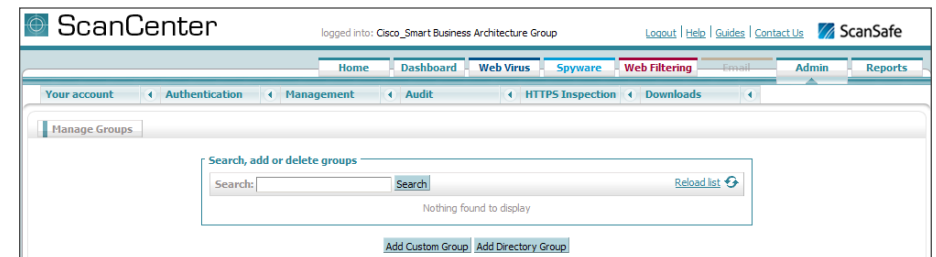 ScanCenter
logged into: Cisco_Smart Business Architecture Group
Logout | Help | Guides | Contact Us
ScanSafe
Home Dashboard Web Virus Spyware Web Filtering Email Admin Reports
Your account Authentication Management Audit HTTPS Inspection Downloads
Manage Groups
Search, add or delete groups
Search: Search Reload list
Nothing found to display
Add Custom Group Add Directory Group